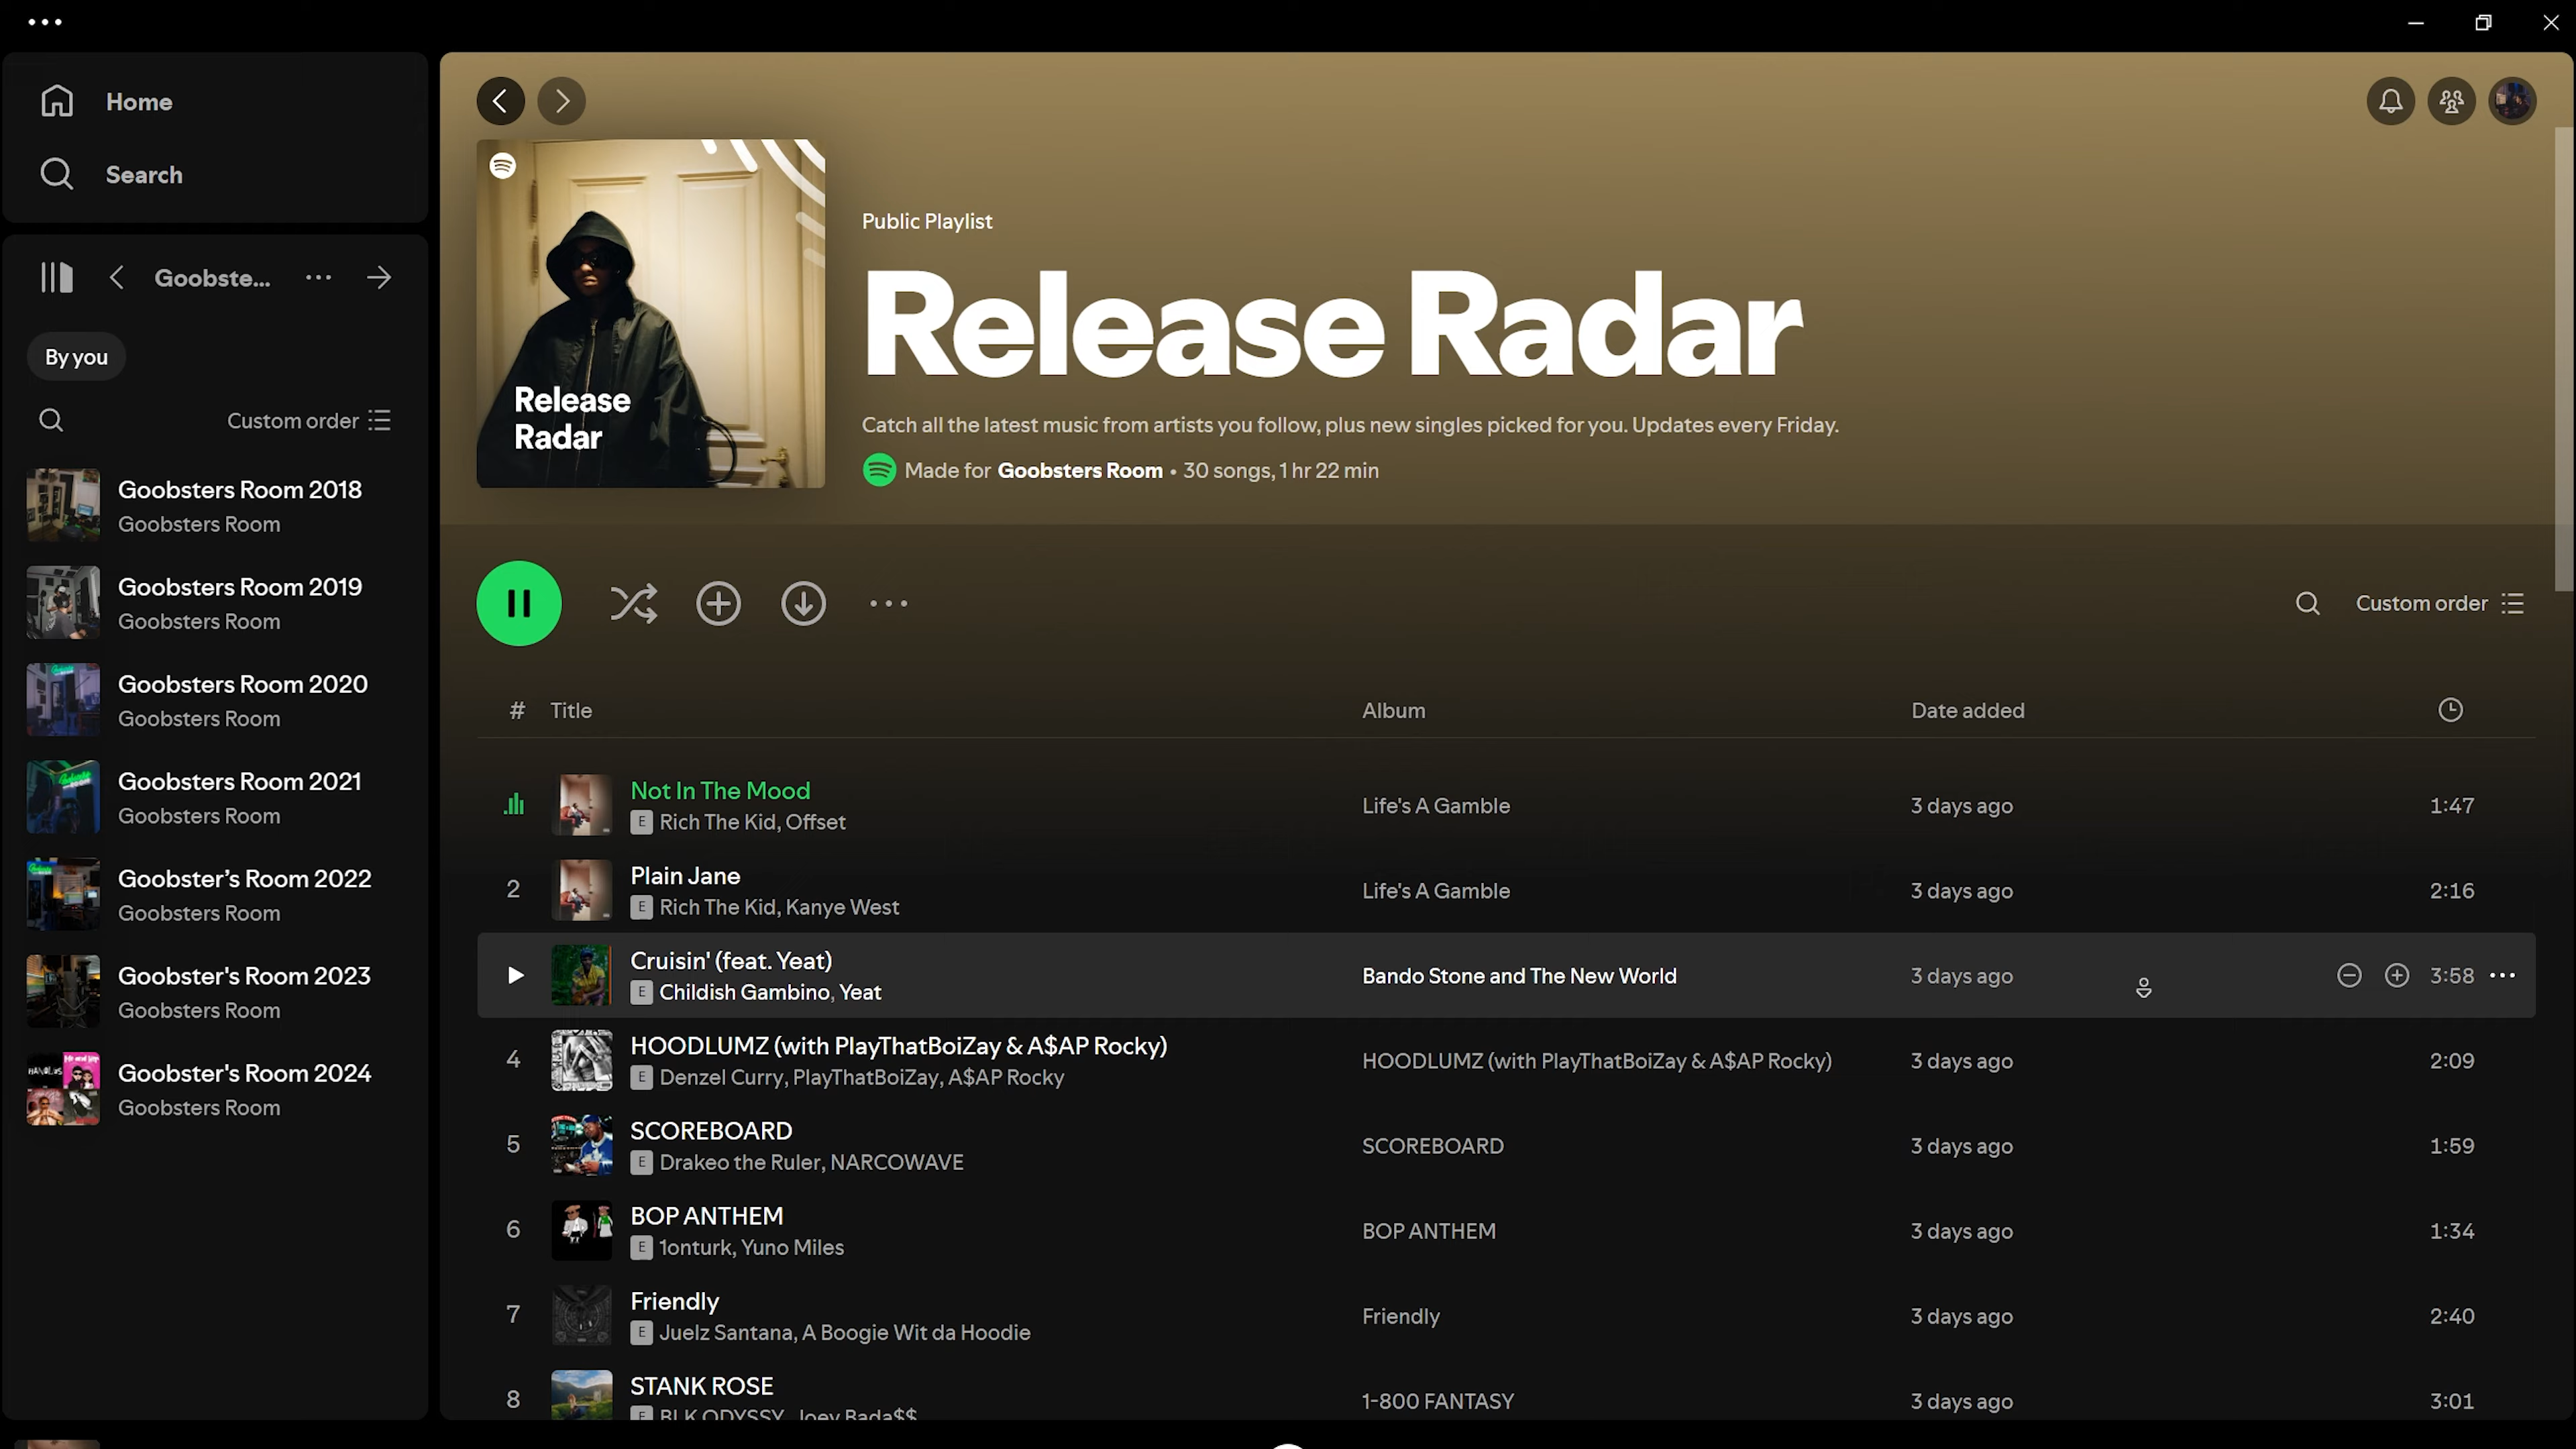 Home
Search
Goobste...
By you
Custom order
Goobsters Room 2018
Goobsters Room
Goobsters Room 2019
Goobsters Room
Goobsters Room 2020
Goobsters Room
Goobsters Room 2021
Goobsters Room
Goobster’s Room 2022
Goobsters Room
Goobster's Room 2023
Goobsters Room
Goobster's Room 2024
Goobsters Room
Release
Radar
Public Playlist
Release Radar
Catch all the latest music from artists you follow, plus new singles picked for you. Updates every Friday.
Made for Goobsters Room • 30 songs, 1 hr 22 min
Custom order
# Title Album Date added
Not In The Mood
E Rich The Kid, Offset
Life's A Gamble 3 days ago 1:47
2 Plain Jane
E Rich The Kid, Kanye West
Life's A Gamble 3 days ago 2:16
Cruisin' (feat. Yeat)
E Childish Gambino, Yeat
Bando Stone and The New World 3 days ago 3:58
4 HOODLUMZ (with PlayThatBoiZay & A$AP Rocky)
E Denzel Curry, PlayThatBoiZay, A$AP Rocky
HOODLUMZ (with PlayThatBoiZay & A$AP Rocky) 3 days ago 2:09
5 SCOREBOARD
E Drakeo the Ruler, NARCOWAVE
SCOREBOARD 3 days ago 1:59
6 BOP ANTHEM
E 1onturk, Yuno Miles
BOP ANTHEM 3 days ago 1:34
7 Friendly
E Juelz Santana, A Boogie Wit da Hoodie
Friendly 3 days ago 2:40
8 STANK ROSE
E BLK ODYSSY, Joey Bada$$
1-800 FANTASY 3 days ago 3:01